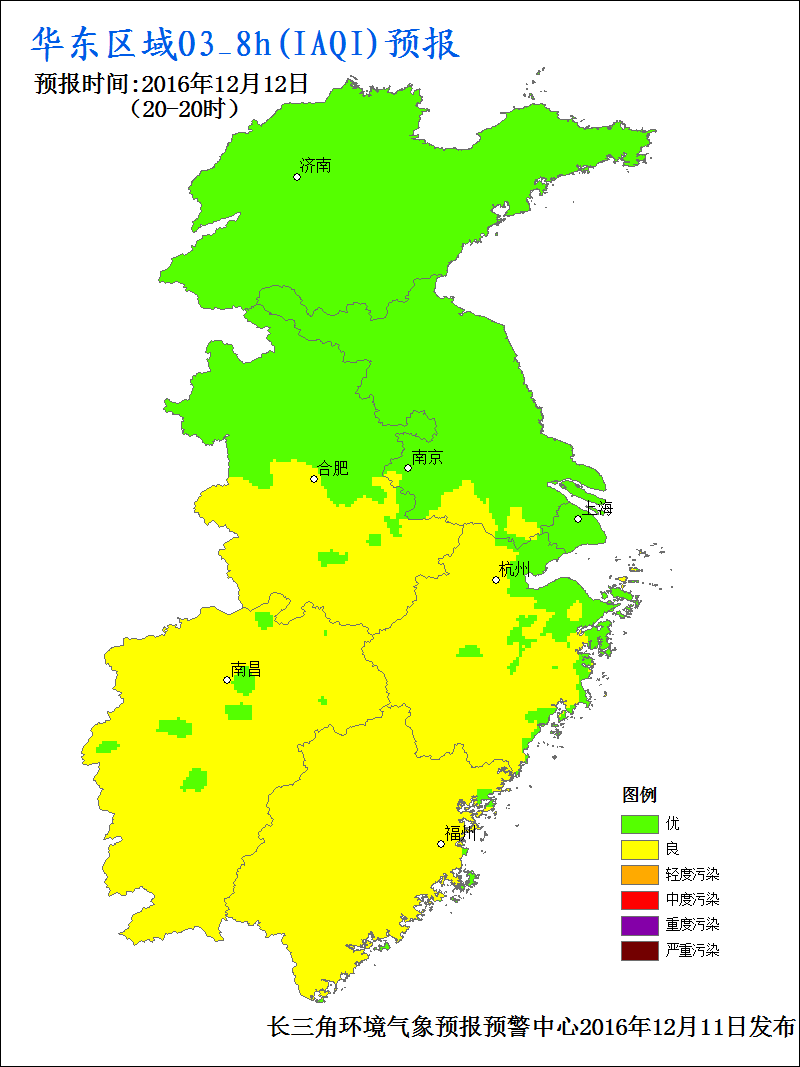 华东区域O3_8h(IAQI)预报
预报时间:2016年12月12日
（20-20时）
济南
南京
合肥
上海
杭州
南昌
福州
图例
优
良
轻度污染
中度污染
重度污染
严重污染
长三角环境气象预报预警中心2016年12月11日发布